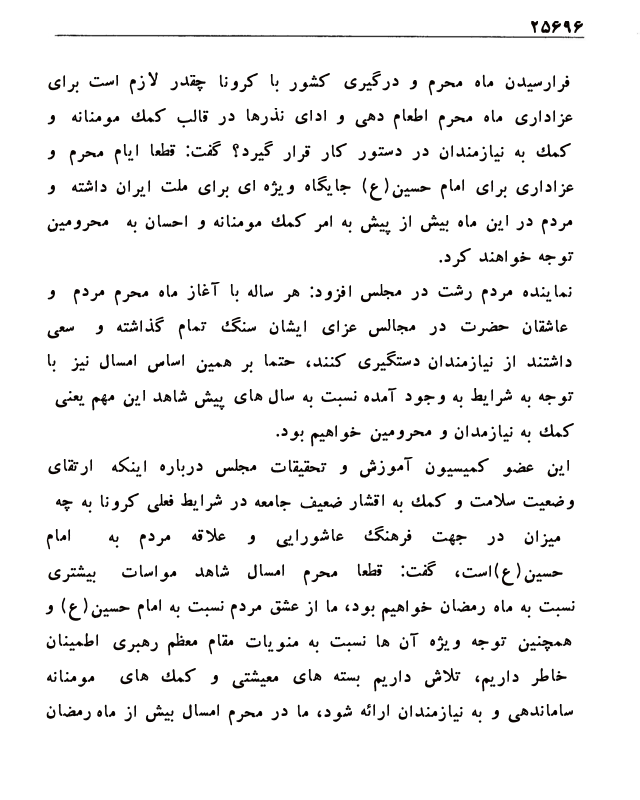 ۲۵۶۹۶
فرارسیدن ماه محرم و درگیری کشور با کرونا چقدر لازم است برای
عزاداری ماه محرم اطعام دهی و ادای نذرها در قالب کمك مومنانه و
کمك به نیازمندان در دستور کار قرار گیرد؟ گفت: قطعا ایام محرم و
عزاداری برای امام حسین(ع) جایگاه ویژه ای برای ملت ایران داشته و
مردم در این ماه بیش از پیش به امر کمك مومنانه و احسان به محرومین
توجه خواهند کرد.
نماینده مردم رشت در مجلس افزود: هر ساله با آغاز ماه محرم مردم و
عاشقان حضرت در مجالس عزای ایشان سنگ تمام گذاشته و سعی
داشتند از نیازمندان دستگیری کنند، حتما بر همین اساس امسال نیز با
توجه به شرایط به وجود آمده نسبت به سال های پیش شاهد این مهم یعنی
کمك به نیازمدان و محرومین خواهیم بود.
این عضو کمیسیون آموزش و تحقیقات مجلس درباره اینکه ارتقای
وضعیت سلامت و کمك به اقشار ضعیف جامعه در شرایط فعلی کرونا به چه
میزان در جهت فرهنگ عاشورایی و علاقه مردم به امام
حسین(ع)است، گفت: قطعا محرم امسال شاهد مواسات بیشتری
نسبت به ماه رمضان خواهیم بود، ما از عشق مردم نسبت به امام حسین(ع) و
همچنین توجه ویژه آن ها نسبت به منویات مقام معظم رهبری اطمینان
خاطر داریم، تلاش داریم بسته های معیشتی و کمك های مومنانه
ساماندهی و به نیازمندان ارائه شود، ما در محرم امسال بیش از ماه رمضان